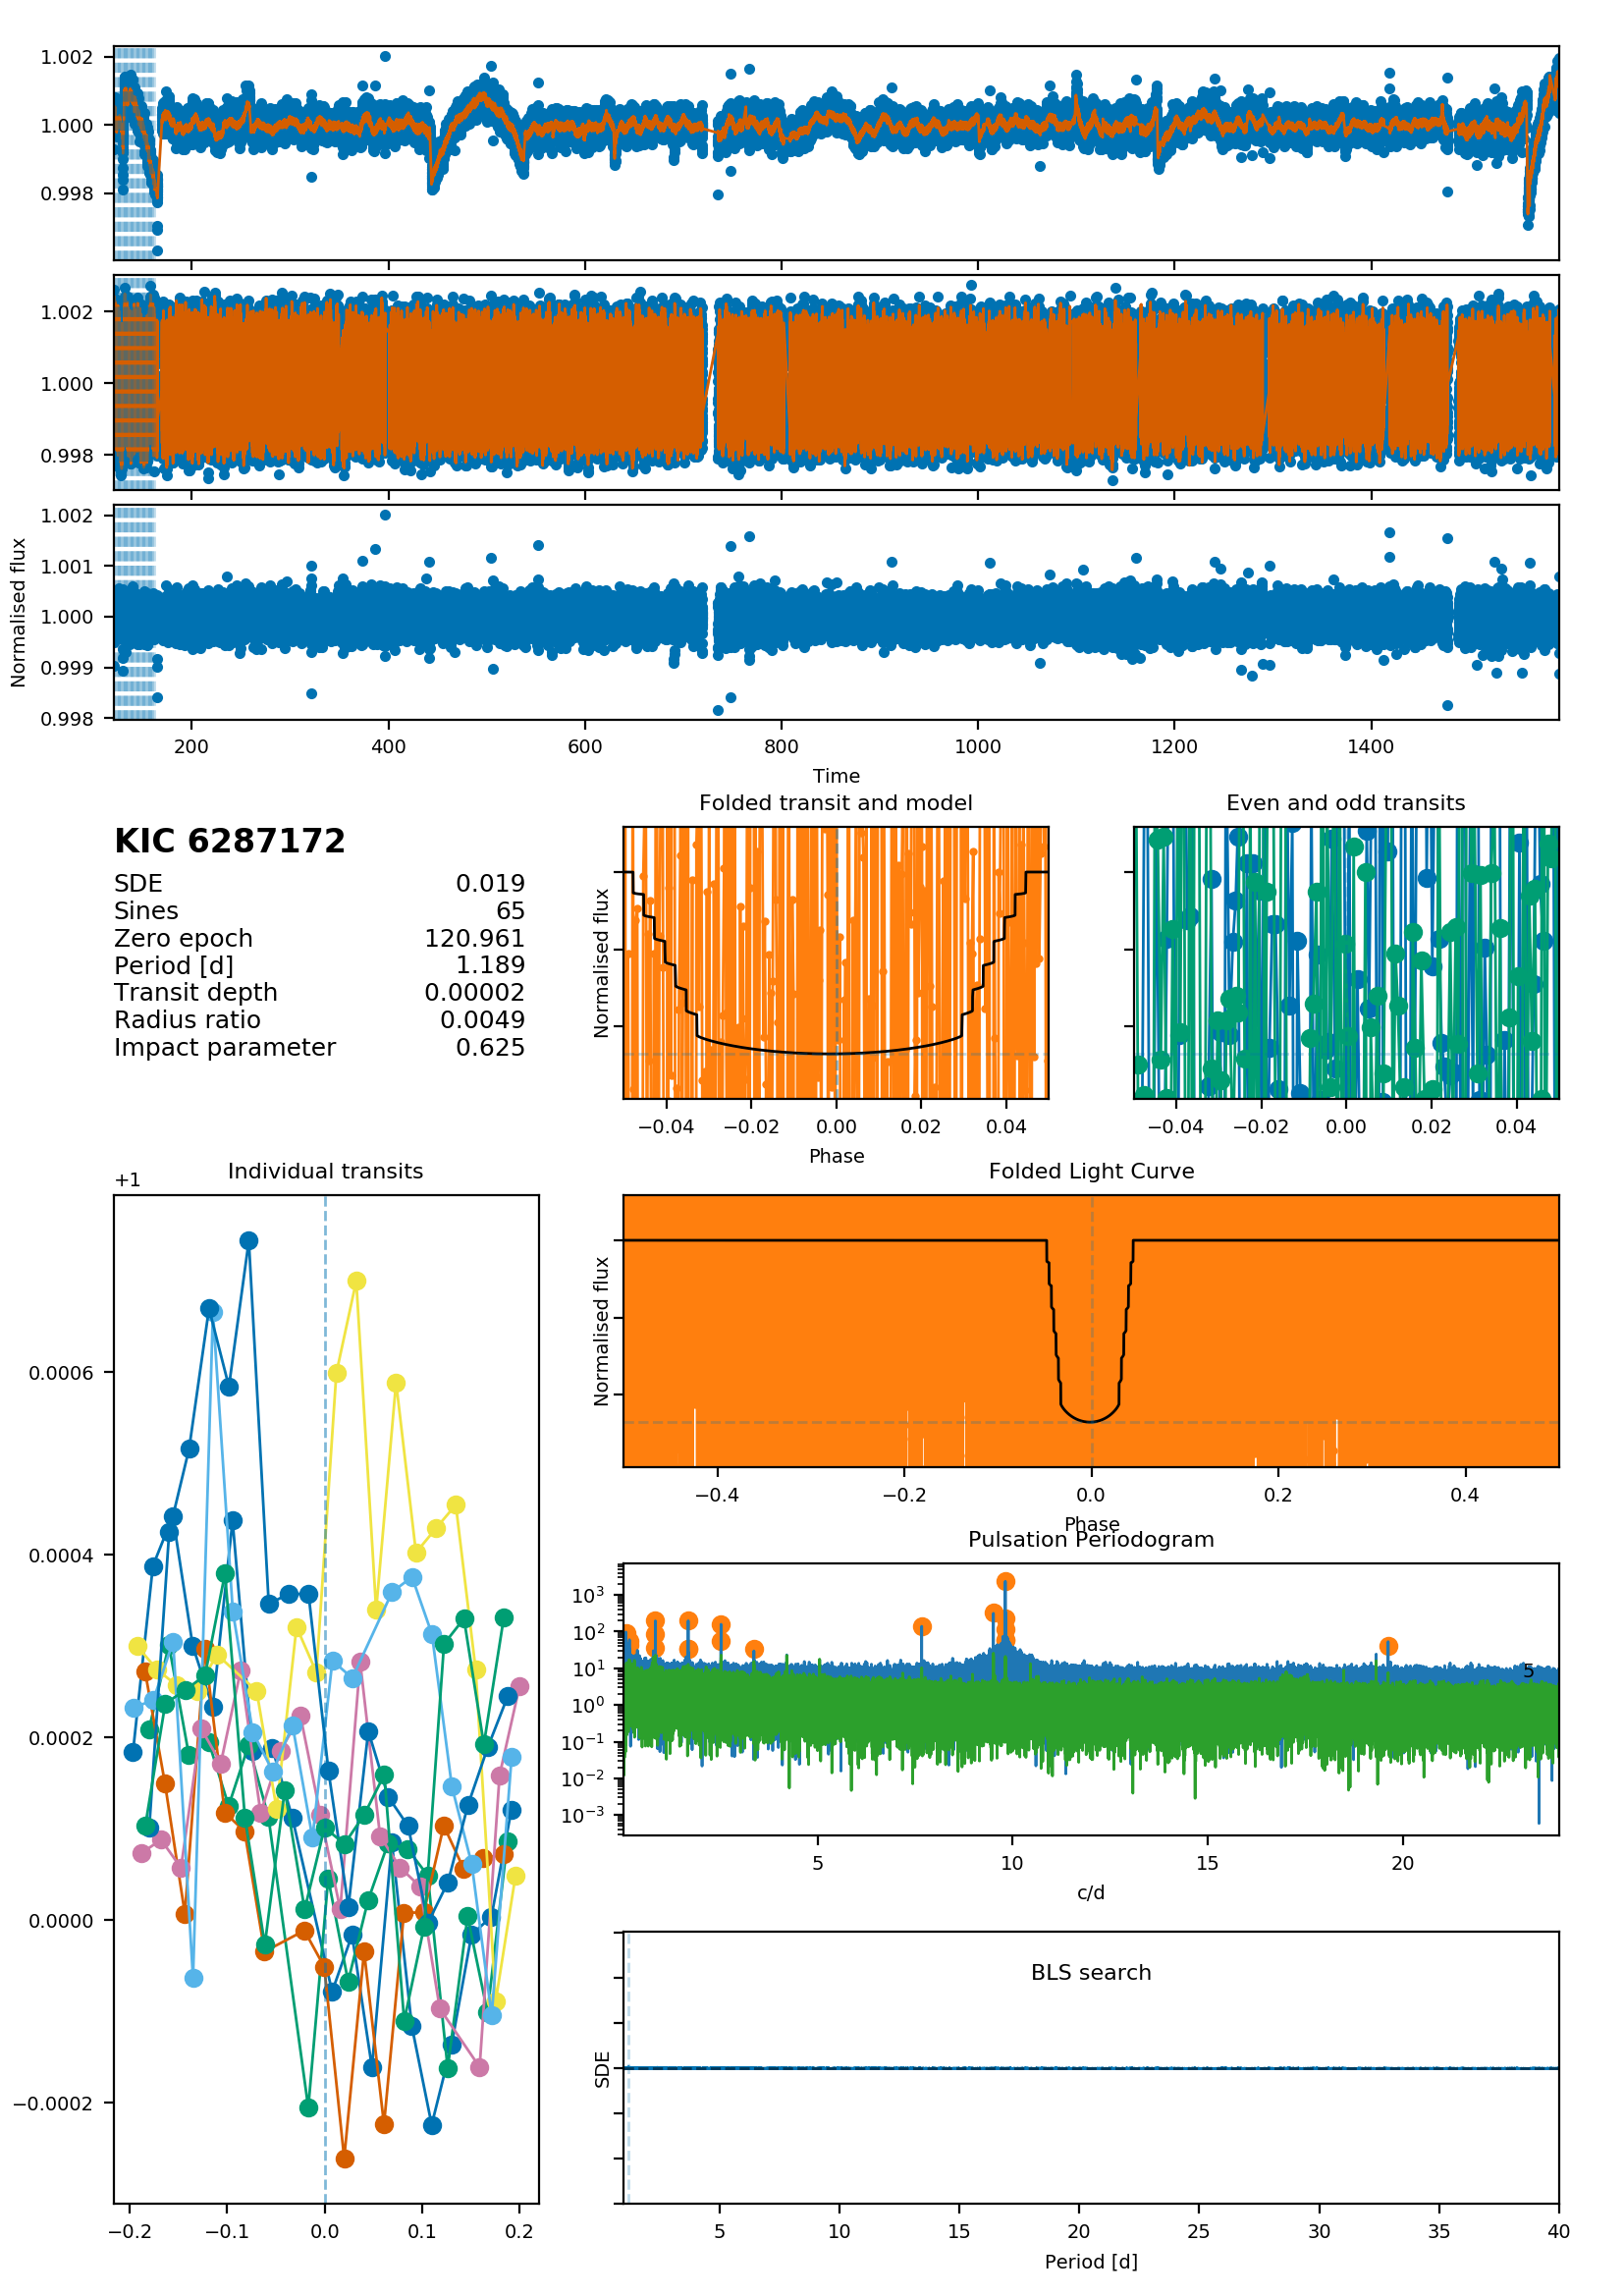 1.002
1.000
0.998
1.002
1.000
0.998
1.002
1.001
1.000
0.999
0.998
Normalised flux
200 400 600 800 1000 1200 1400
Time
KIC 6287172
SDE 0.019
Sines 65
Zero epoch 120.961
Period [d] 1.189
Transit depth 0.00002
Radius ratio 0.0049
Impact parameter 0.625
Folded transit and model
Normalised flux
−0.04 −0.02 0.00 0.02 0.04
Phase
Even and odd transits
−0.04 −0.02 0.00 0.02 0.04
Individual transits
+1
0.0006
0.0004
0.0002
0.0000
−0.0002
−0.2 −0.1 0.0 0.1 0.2
Folded Light Curve
Normalised flux
−0.4 −0.2 0.0 0.2 0.4
Phase
Pulsation Periodogram
10³
10²
10¹
10⁰
10⁻¹
10⁻²
10⁻³
5
5 10 15 20
c/d
BLS search
SDE
5 10 15 20 25 30 35 40
Period [d]